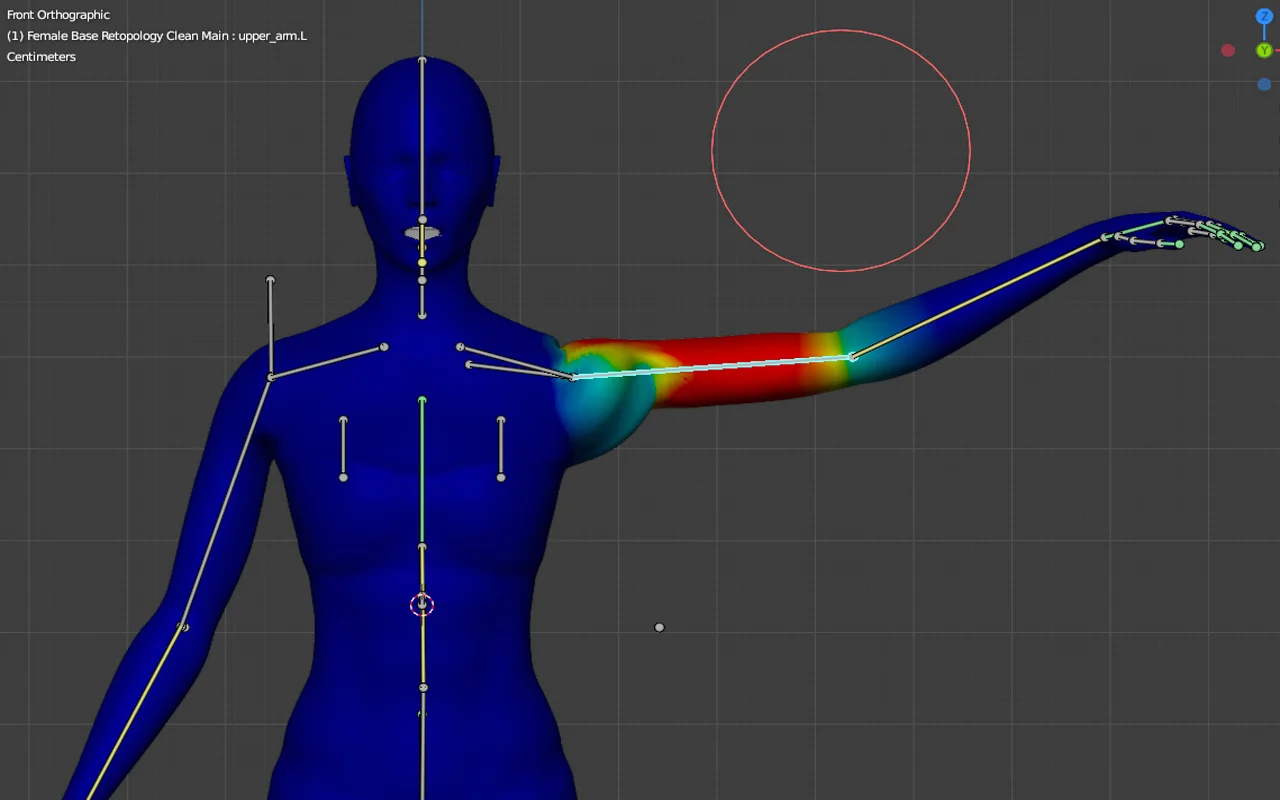 Front Orthographic
(1) Female Base Retopology Clean Main : upper_arm.L
Centimeters
Z
Y